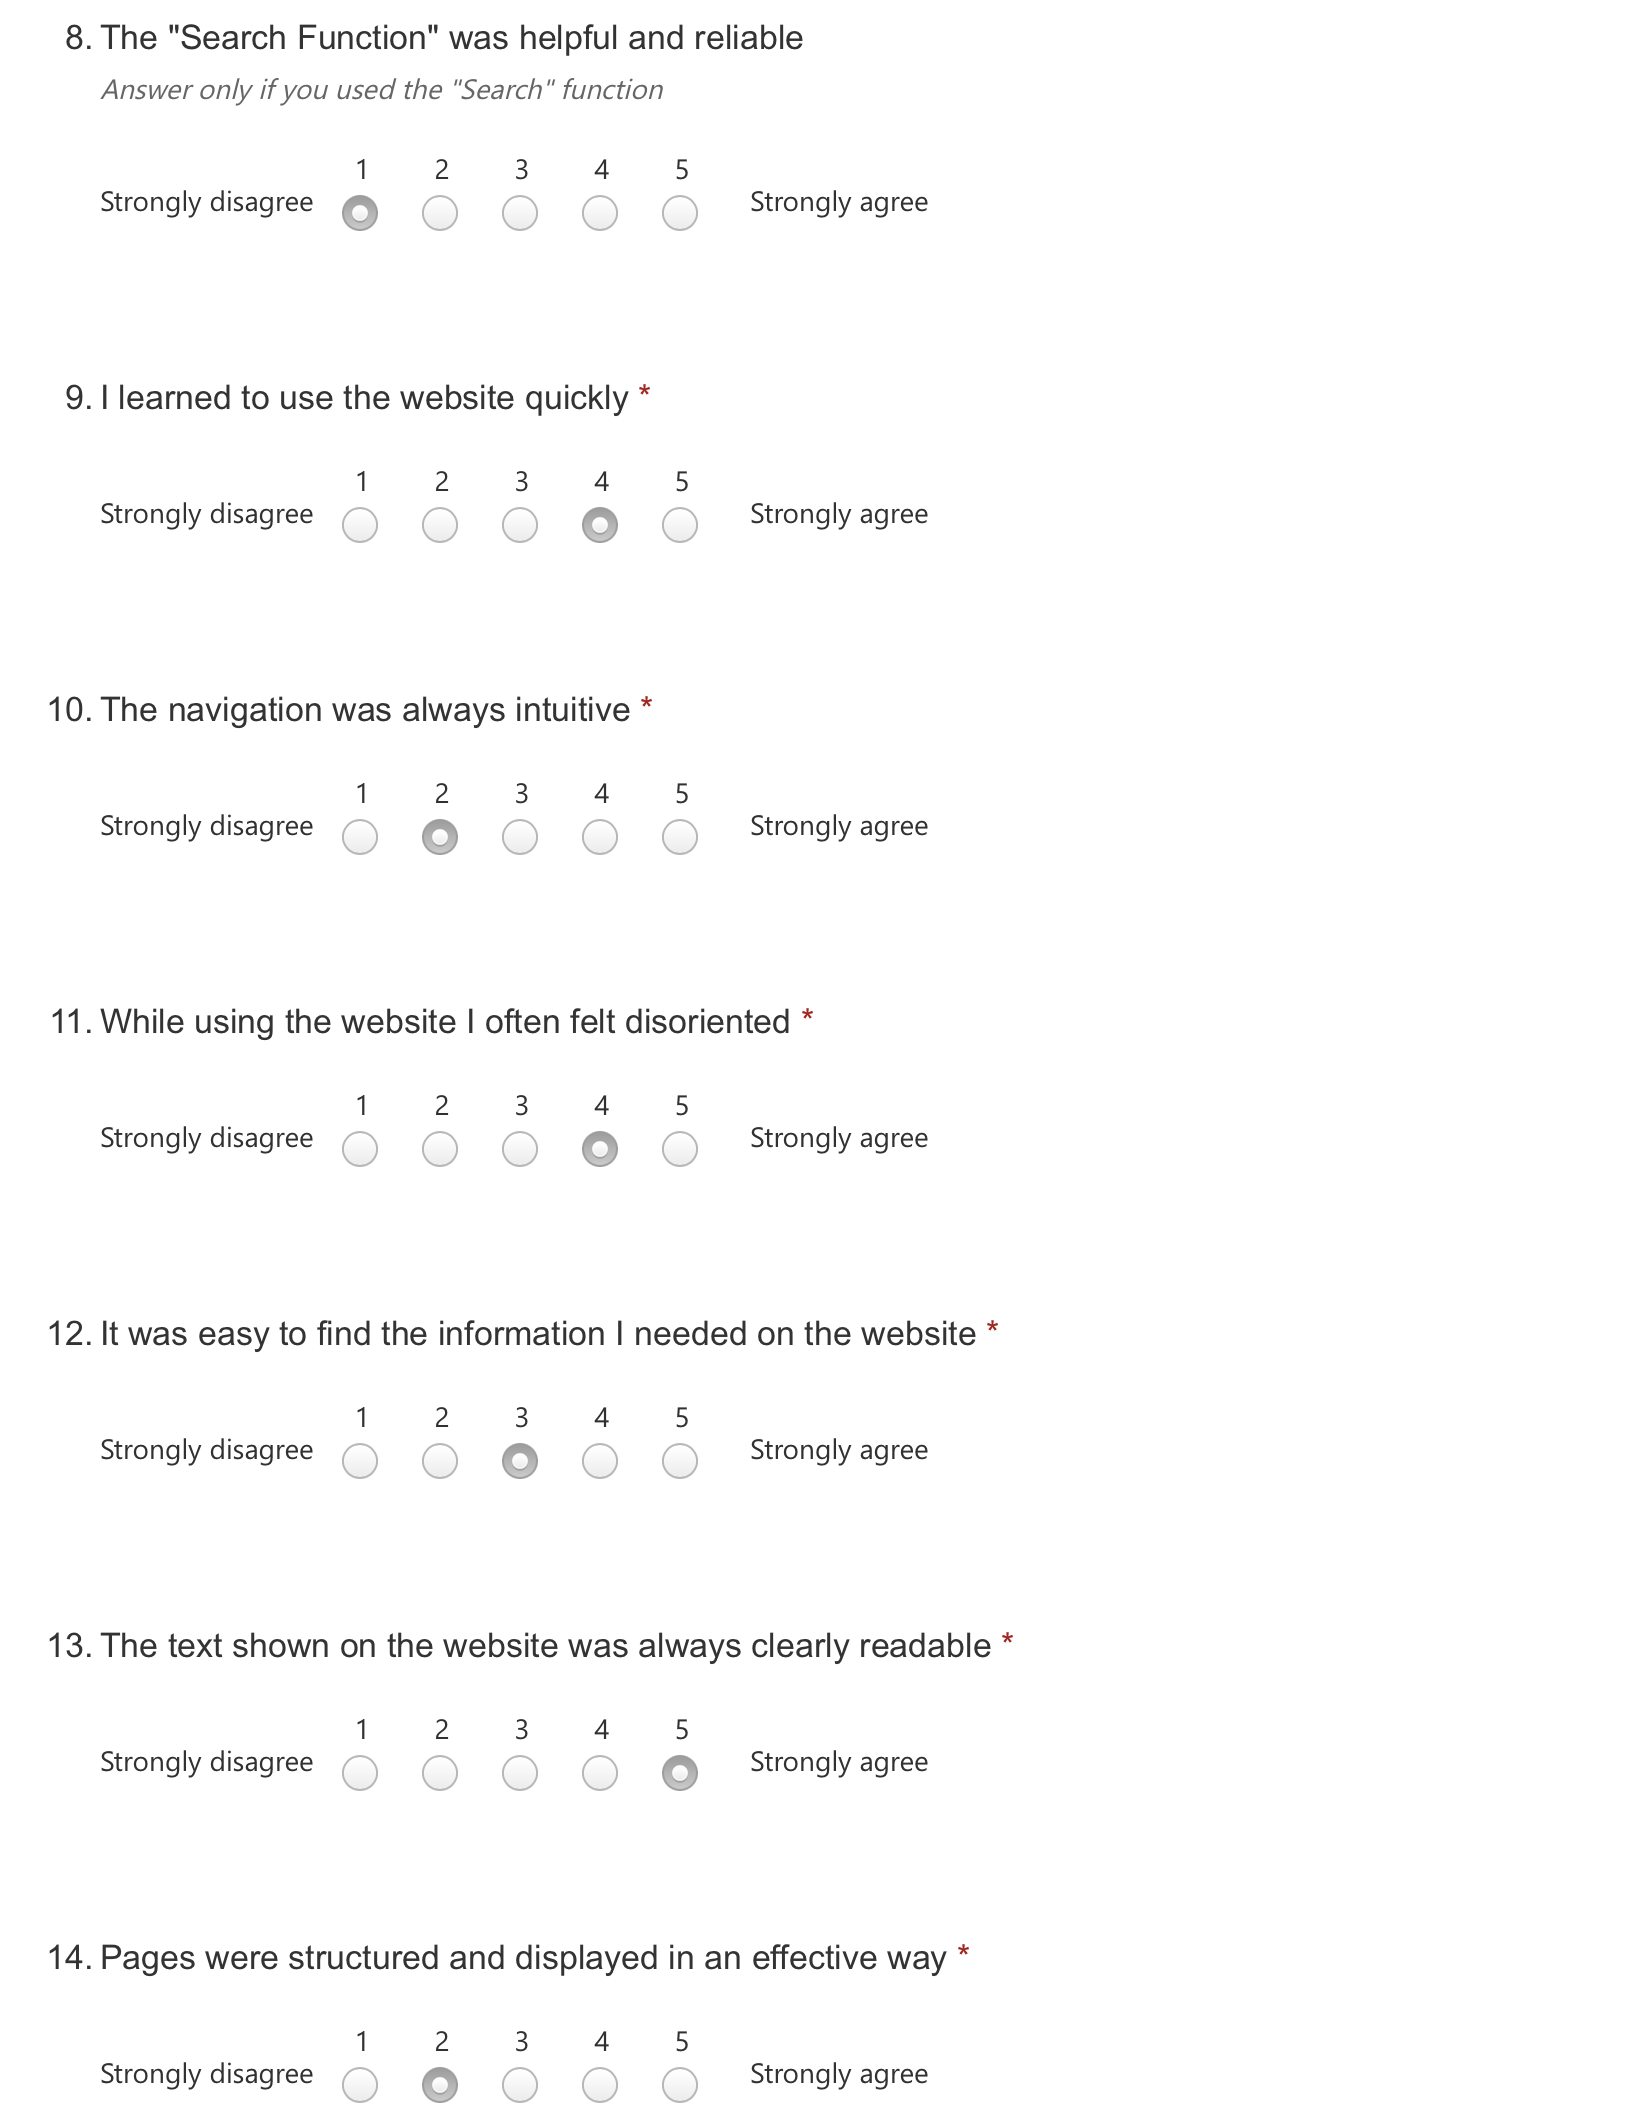 8. The "Search Function" was helpful and reliable
Answer only if you used the "Search" function
1 2 3 4 5
Strongly disagree Strongly agree
9. I learned to use the website quickly *
1 2 3 4 5
Strongly disagree Strongly agree
10. The navigation was always intuitive *
1 2 3 4 5
Strongly disagree Strongly agree
11. While using the website I often felt disoriented *
1 2 3 4 5
Strongly disagree Strongly agree
12. It was easy to find the information I needed on the website *
1 2 3 4 5
Strongly disagree Strongly agree
13. The text shown on the website was always clearly readable *
1 2 3 4 5
Strongly disagree Strongly agree
14. Pages were structured and displayed in an effective way *
1 2 3 4 5
Strongly disagree Strongly agree